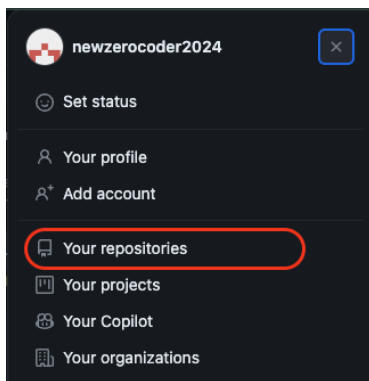 newzerocoder2024
Set status
Your profile
Add account
Your repositories
Your projects
Your Copilot
Your organizations